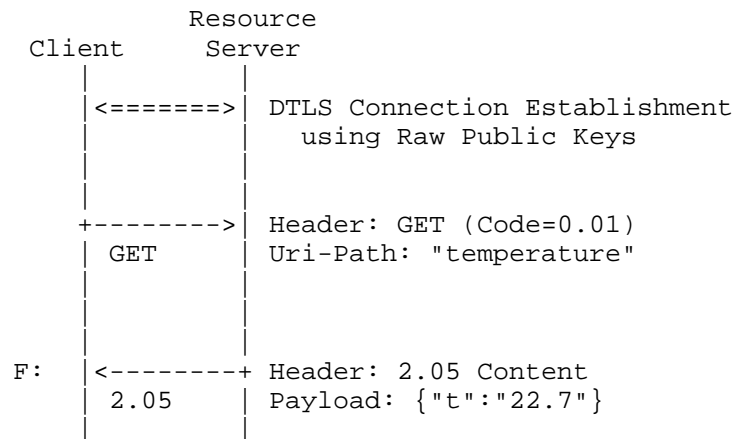 Resource
Client Server
<=======> DTLS Connection Establishment
using Raw Public Keys
+--------> Header: GET (Code=0.01)
GET Uri-Path: "temperature"
F: <--------+ Header: 2.05 Content
2.05 Payload: {"t":"22.7"}